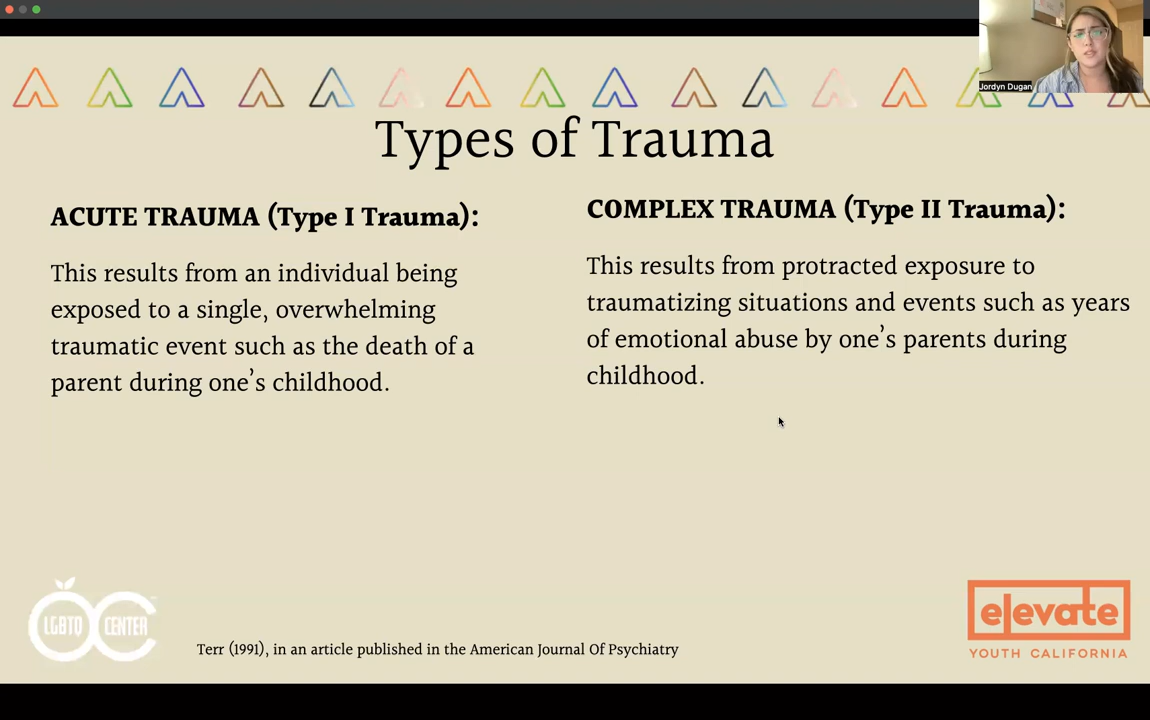 Jordyn Dugan
Types of Trauma
ACUTE TRAUMA (Type I Trauma):
This results from an individual being
exposed to a single, overwhelming
traumatic event such as the death of a
parent during one's childhood.
COMPLEX TRAUMA (Type II Trauma):
This results from protracted exposure to
traumatizing situations and events such as years
of emotional abuse by one's parents during
childhood.
LGBTQ CENTER
Terr (1991), in an article published in the American Journal Of Psychiatry
elevate
YOUTH CALIFORNIA